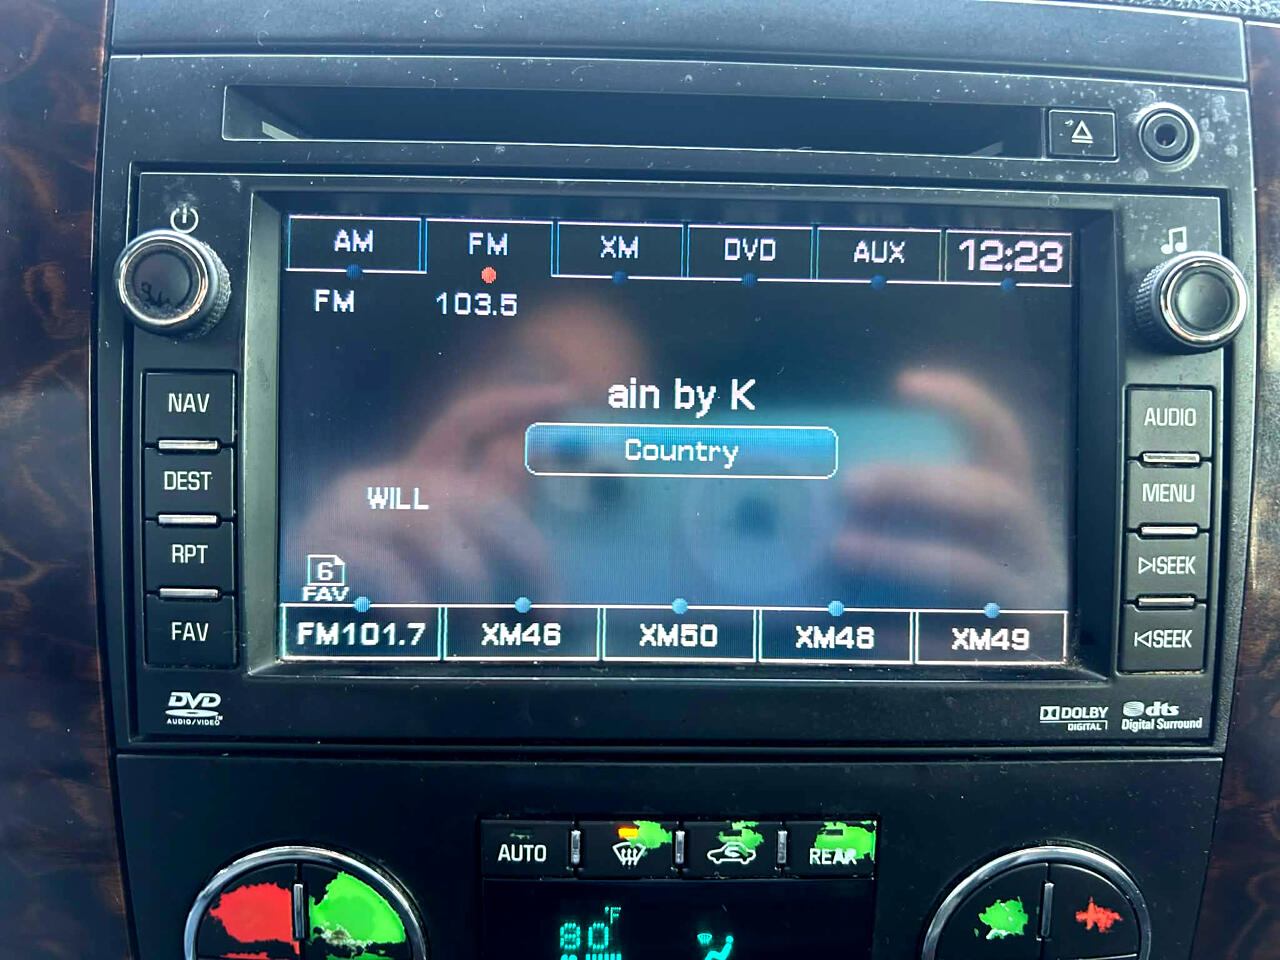 AM FM XM DVD AUX 12:23
FM 103.5
ain by K
Country
WILL
6
FAV
FM101.7 XM46 XM50 XM48 XM49
NAV
DEST
RPT
FAV
AUDIO
MENU
SEEK
SEEK
DVD
AUDIO/VIDEO
DOLBY
DIGITAL
dts
Digital Surround
AUTO
REAR
80 °F